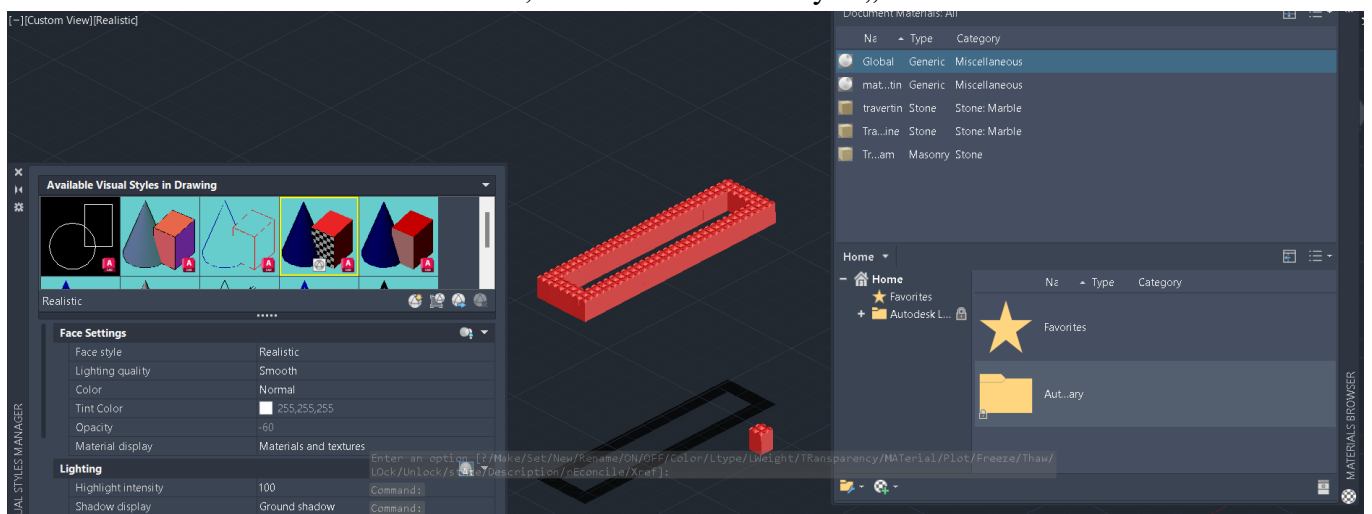 [−][Custom View][Realistic]
Document Materials: All
Na Type Category
Global Generic Miscellaneous
mat...tin Generic Miscellaneous
travertin Stone Stone: Marble
Tra...ine Stone Stone: Marble
Tr...am Masonry Stone
Available Visual Styles in Drawing
Realistic
Face Settings
Face style Realistic
Lighting quality Smooth
Color Normal
Tint Color 255,255,255
Opacity -60
Material display Materials and textures
Lighting
Highlight intensity 100
Shadow display Ground shadow
Enter an option [?/Make/Set/New/Rename/ON/OFF/Color/Ltype/LWeight/TRansparency/MATerial/Plot/Freeze/Thaw/
LOck/Unlock/stAte/Description/rEconcile/Xref]:
Command:
Command:
Home
Home
Favorites
Autodesk L...
Na Type Category
Favorites
Aut...ary
MATERIALS BROWSER
UAL STYLES MANAGER